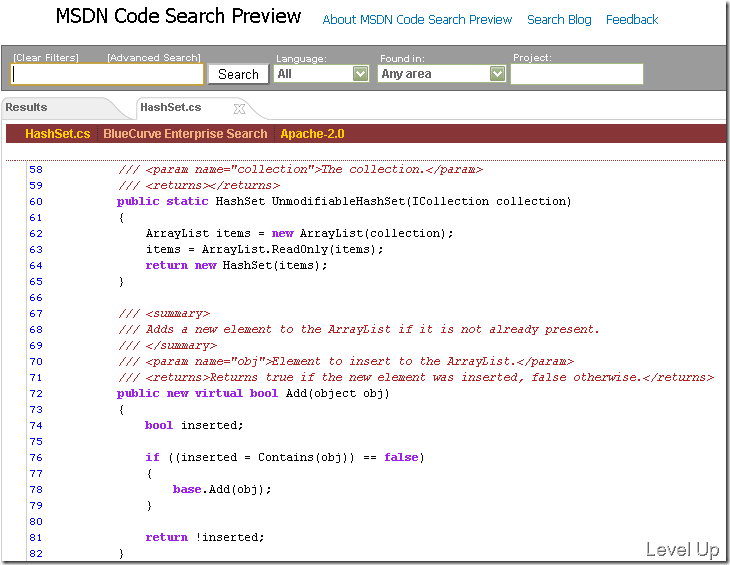 MSDN Code Search Preview About MSDN Code Search Preview Search Blog Feedback
[Clear Filters] [Advanced Search] Language: Found in: Project:
Search All Any area
Results HashSet.cs
HashSet.cs BlueCurve Enterprise Search Apache-2.0
58 /// <param name="collection">The collection.</param>
59 /// <returns></returns>
60 public static HashSet UnmodifiableHashSet(ICollection collection)
61 {
62 ArrayList items = new ArrayList(collection);
63 items = ArrayList.ReadOnly(items);
64 return new HashSet(items);
65 }
66
67 /// <summary>
68 /// Adds a new element to the ArrayList if it is not already present.
69 /// </summary>
70 /// <param name="obj">Element to insert to the ArrayList.</param>
71 /// <returns>Returns true if the new element was inserted, false otherwise.</returns>
72 public new virtual bool Add(object obj)
73 {
74 bool inserted;
75
76 if ((inserted = Contains(obj)) == false)
77 {
78 base.Add(obj);
79 }
80
81 return !inserted;
82 }
Level Up